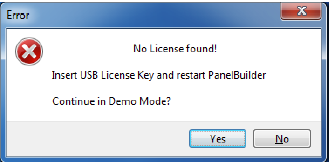 Error
No License found!
Insert USB License Key and restart PanelBuilder
Continue in Demo Mode?
Yes No